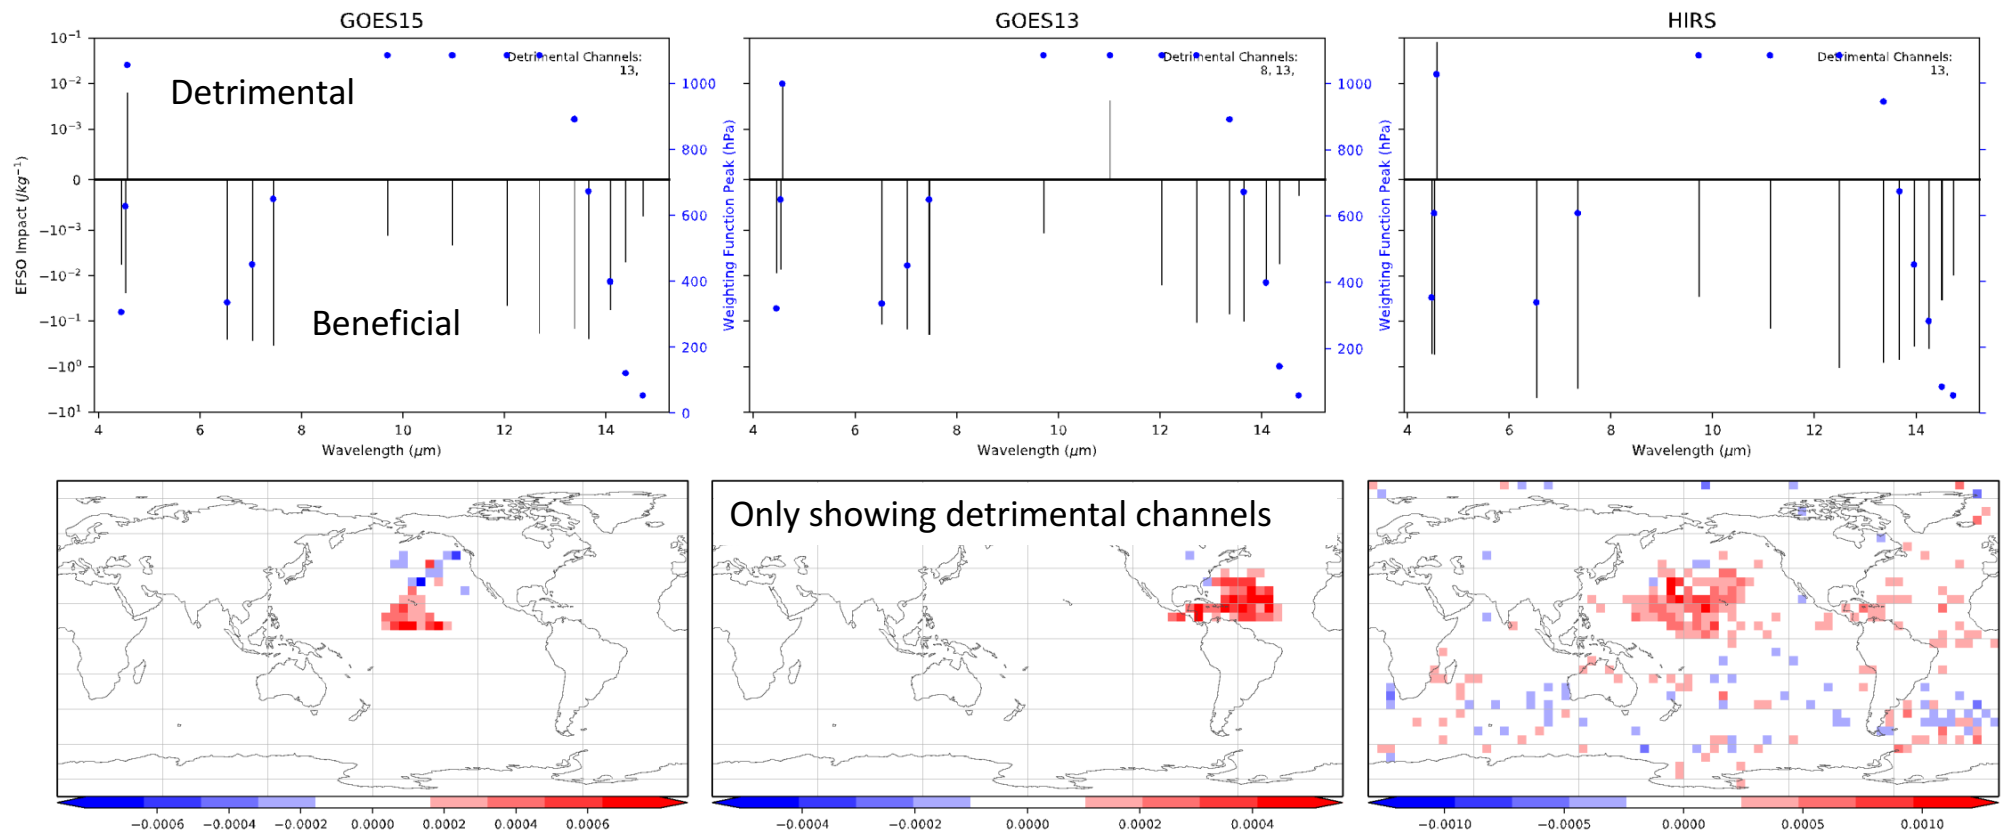 GOES15
GOES13
HIRS
Detrimental
Beneficial
Detrimental Channels:
13,
Detrimental Channels:
8, 13,
Detrimental Channels:
13,
EFSO Impact (Jkg⁻¹)
10⁻¹
10⁻²
10⁻³
0
−10⁻³
−10⁻²
−10⁻¹
−10⁰
−10¹
1000
800
600
400
200
0
Weighting Function Peak (hPa)
1000
800
600
400
200
Weighting Function Peak (hPa)
4 6 8 10 12 14
4 6 8 10 12 14
4 6 8 10 12 14
Wavelength (μm)
Wavelength (μm)
Wavelength (μm)
Only showing detrimental channels
−0.0006 −0.0004 −0.0002 0.0000 0.0002 0.0004 0.0006
−0.0004 −0.0002 0.0000 0.0002 0.0004
−0.0010 −0.0005 0.0000 0.0005 0.0010